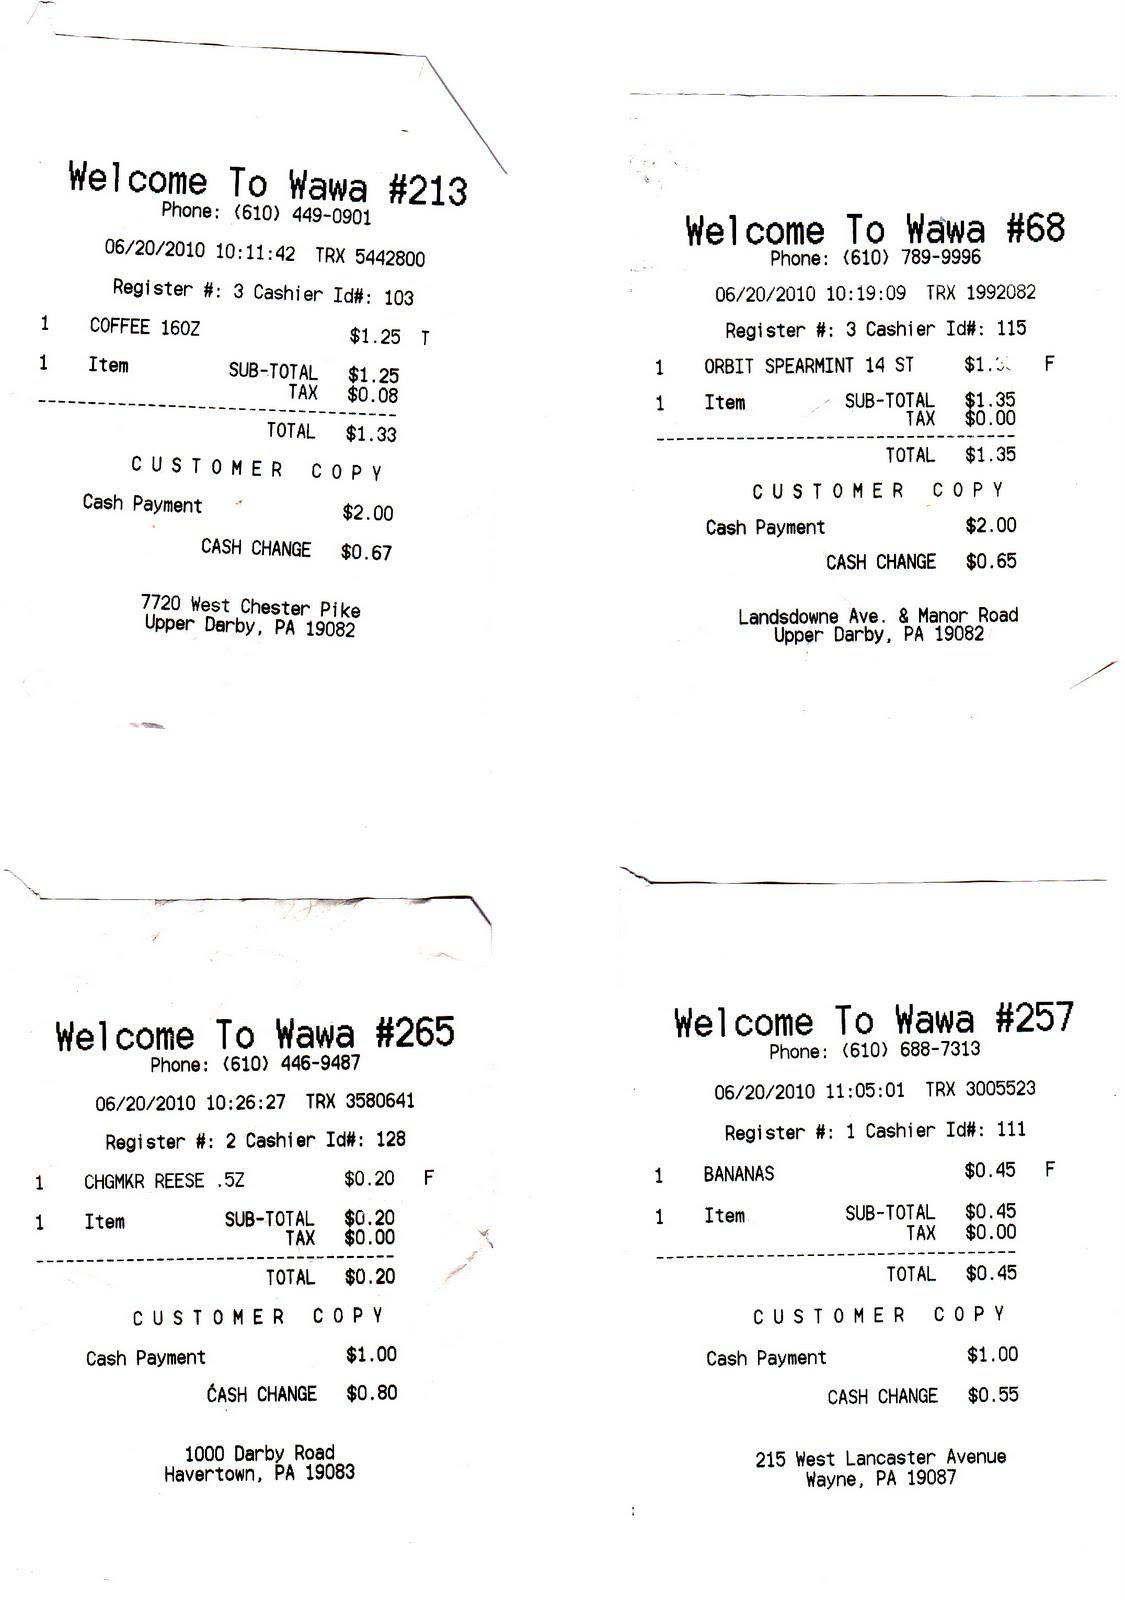 Welcome To Wawa #213
Phone: (610) 449-0901
06/20/2010 10:11:42 TRX 5442800
Register #: 3 Cashier Id#: 103
1 COFFEE 16OZ $1.25 T
1 Item SUB-TOTAL $1.25
TAX $0.08
TOTAL $1.33
CUSTOMER COPY
Cash Payment $2.00
CASH CHANGE $0.67
7720 West Chester Pike
Upper Darby, PA 19082
Welcome To Wawa #68
Phone: (610) 789-9996
06/20/2010 10:19:09 TRX 1992082
Register #: 3 Cashier Id#: 115
1 ORBIT SPEARMINT 14 ST F
1 Item SUB-TOTAL $1.35
TAX $0.00
TOTAL $1.35
CUSTOMER COPY
Cash Payment $2.00
CASH CHANGE $0.65
Landsdowne Ave. & Manor Road
Upper Darby, PA 19082
Welcome To Wawa #265
Phone: (610) 446-9487
06/20/2010 10:26:27 TRX 3580641
Register #: 2 Cashier Id#: 128
1 CHGMKR REESE .5Z $0.20 F
1 Item SUB-TOTAL $0.20
TAX $0.00
TOTAL $0.20
CUSTOMER COPY
Cash Payment $1.00
CASH CHANGE $0.80
1000 Darby Road
Havertown, PA 19083
Welcome To Wawa #257
Phone: (610) 688-7313
06/20/2010 11:05:01 TRX 3005523
Register #: 1 Cashier Id#: 111
1 BANANAS $0.45 F
1 Item SUB-TOTAL $0.45
TAX $0.00
TOTAL $0.45
CUSTOMER COPY
Cash Payment $1.00
CASH CHANGE $0.55
215 West Lancaster Avenue
Wayne, PA 19087